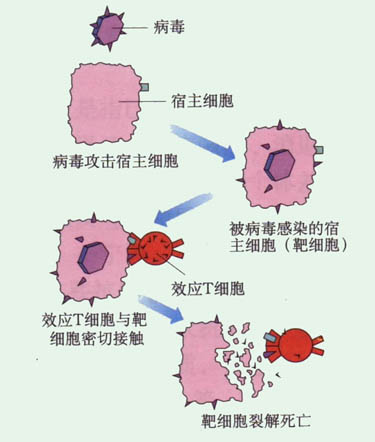 病毒
宿主细胞
病毒攻击宿主细胞
被病毒感染的宿
主细胞（靶细胞）
效应T细胞
效应T细胞与靶
细胞密切接触
靶细胞裂解死亡